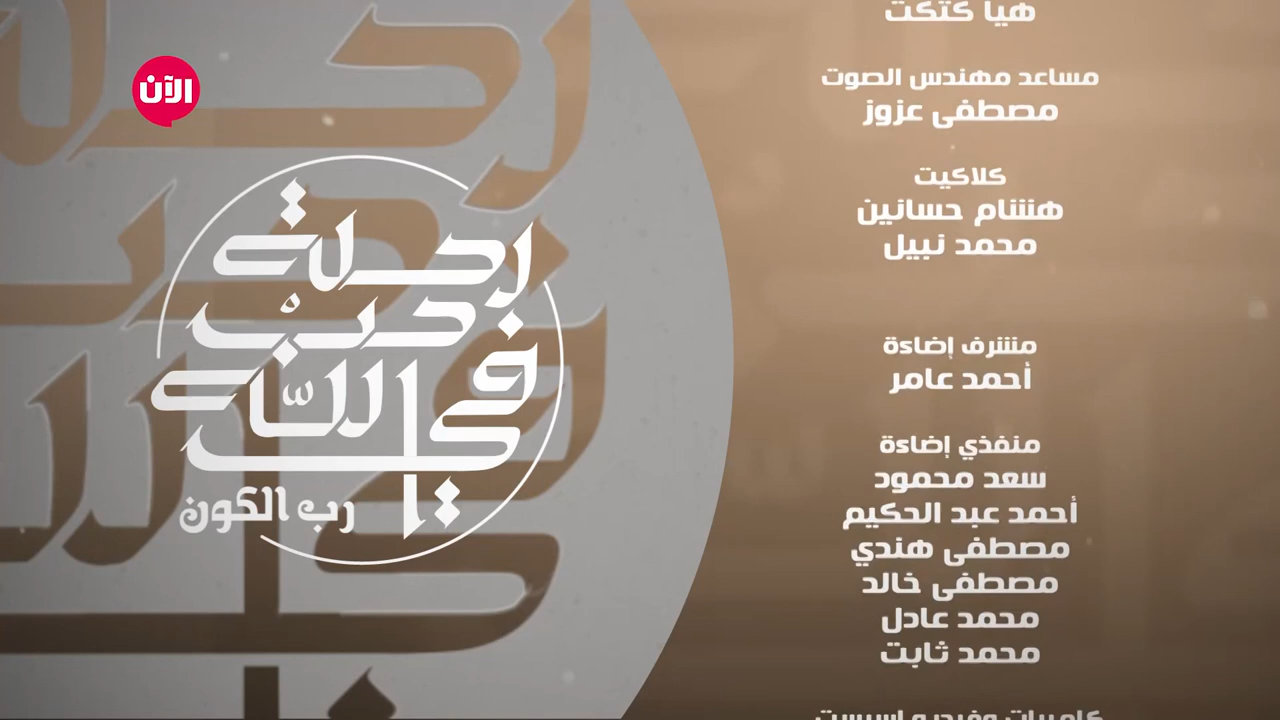 هيا كتكت
مساعد مهندس الصوت
مصطفى عزوز
كلاكيت
هشام حسانين
محمد نبيل
مشرف إضاءة
أحمد عامر
منفذي إضاءة
سعد محمود
أحمد عبد الحكيم
مصطفى هندي
مصطفى خالد
محمد عادل
محمد ثابت
الآن
رحلة
حب
في
رب الكون